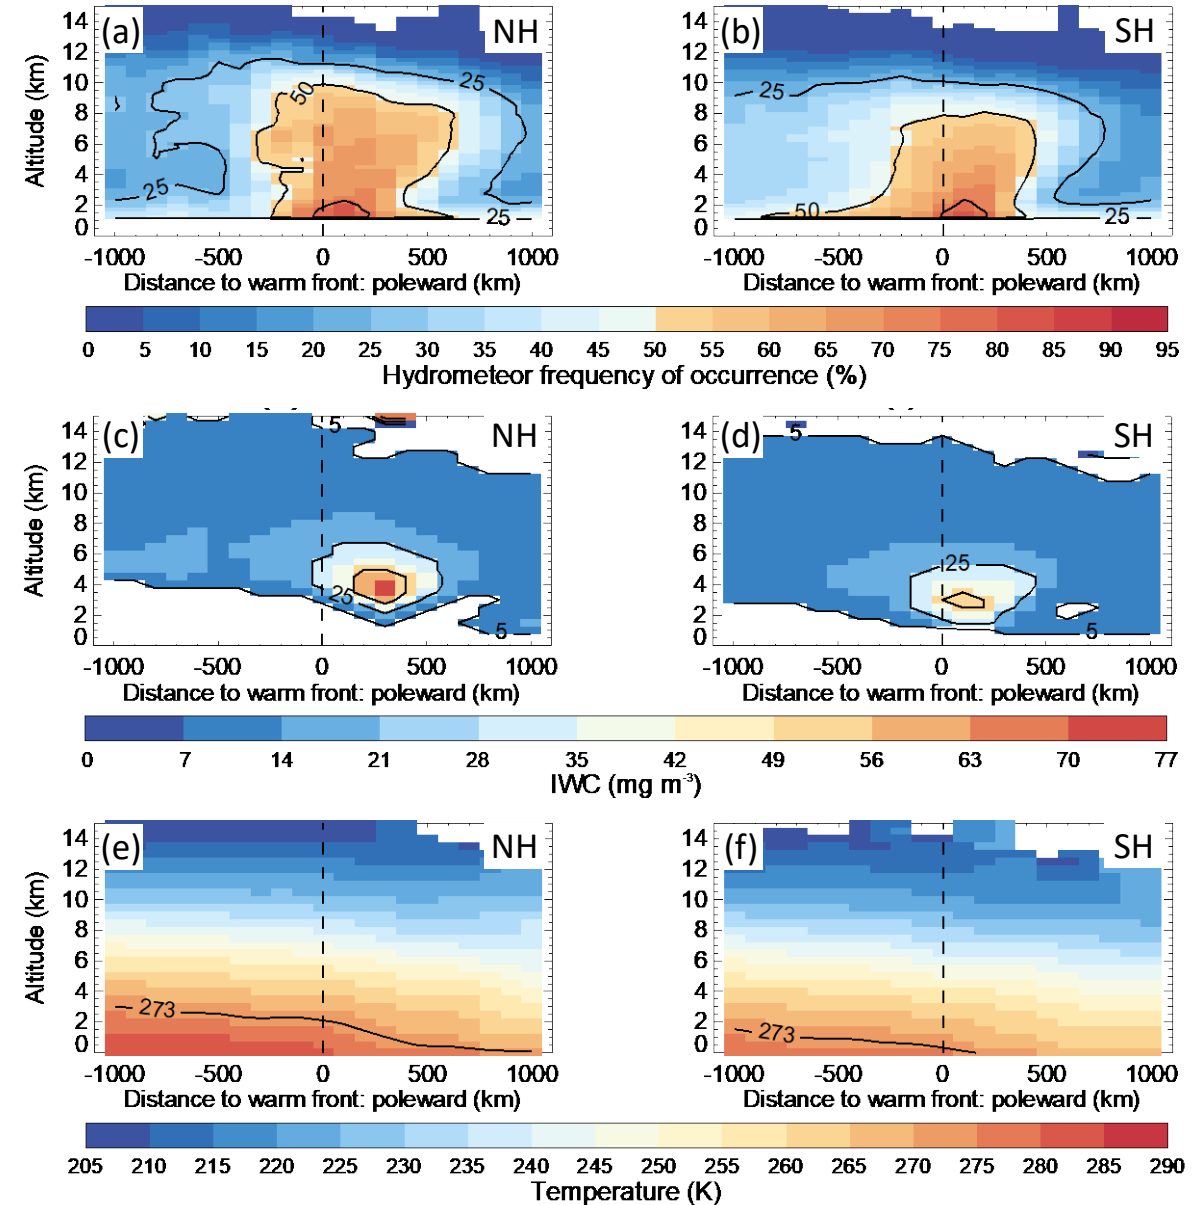 (a) NH
(b) SH
Altitude (km)
14
12
10
8
6
4
2
0
14
12
10
8
6
4
2
0
50
25
25
25
25
50
25
-1000 -500 0 500 1000
-1000 -500 0 500 1000
Distance to warm front: poleward (km)
Distance to warm front: poleward (km)
0 5 10 15 20 25 30 35 40 45 50 55 60 65 70 75 80 85 90 95
Hydrometeor frequency of occurrence (%)
(c) NH
(d) SH
Altitude (km)
14
12
10
8
6
4
2
0
14
12
10
8
6
4
2
0
5
25
5
5
25
5
-1000 -500 0 500 1000
-1000 -500 0 500 1000
Distance to warm front: poleward (km)
Distance to warm front: poleward (km)
0 7 14 21 28 35 42 49 56 63 70 77
IWC (mg m⁻³)
(e) NH
(f) SH
Altitude (km)
14
12
10
8
6
4
2
0
14
12
10
8
6
4
2
0
273
273
-1000 -500 0 500 1000
-1000 -500 0 500 1000
Distance to warm front: poleward (km)
Distance to warm front: poleward (km)
205 210 215 220 225 230 235 240 245 250 255 260 265 270 275 280 285 290
Temperature (K)